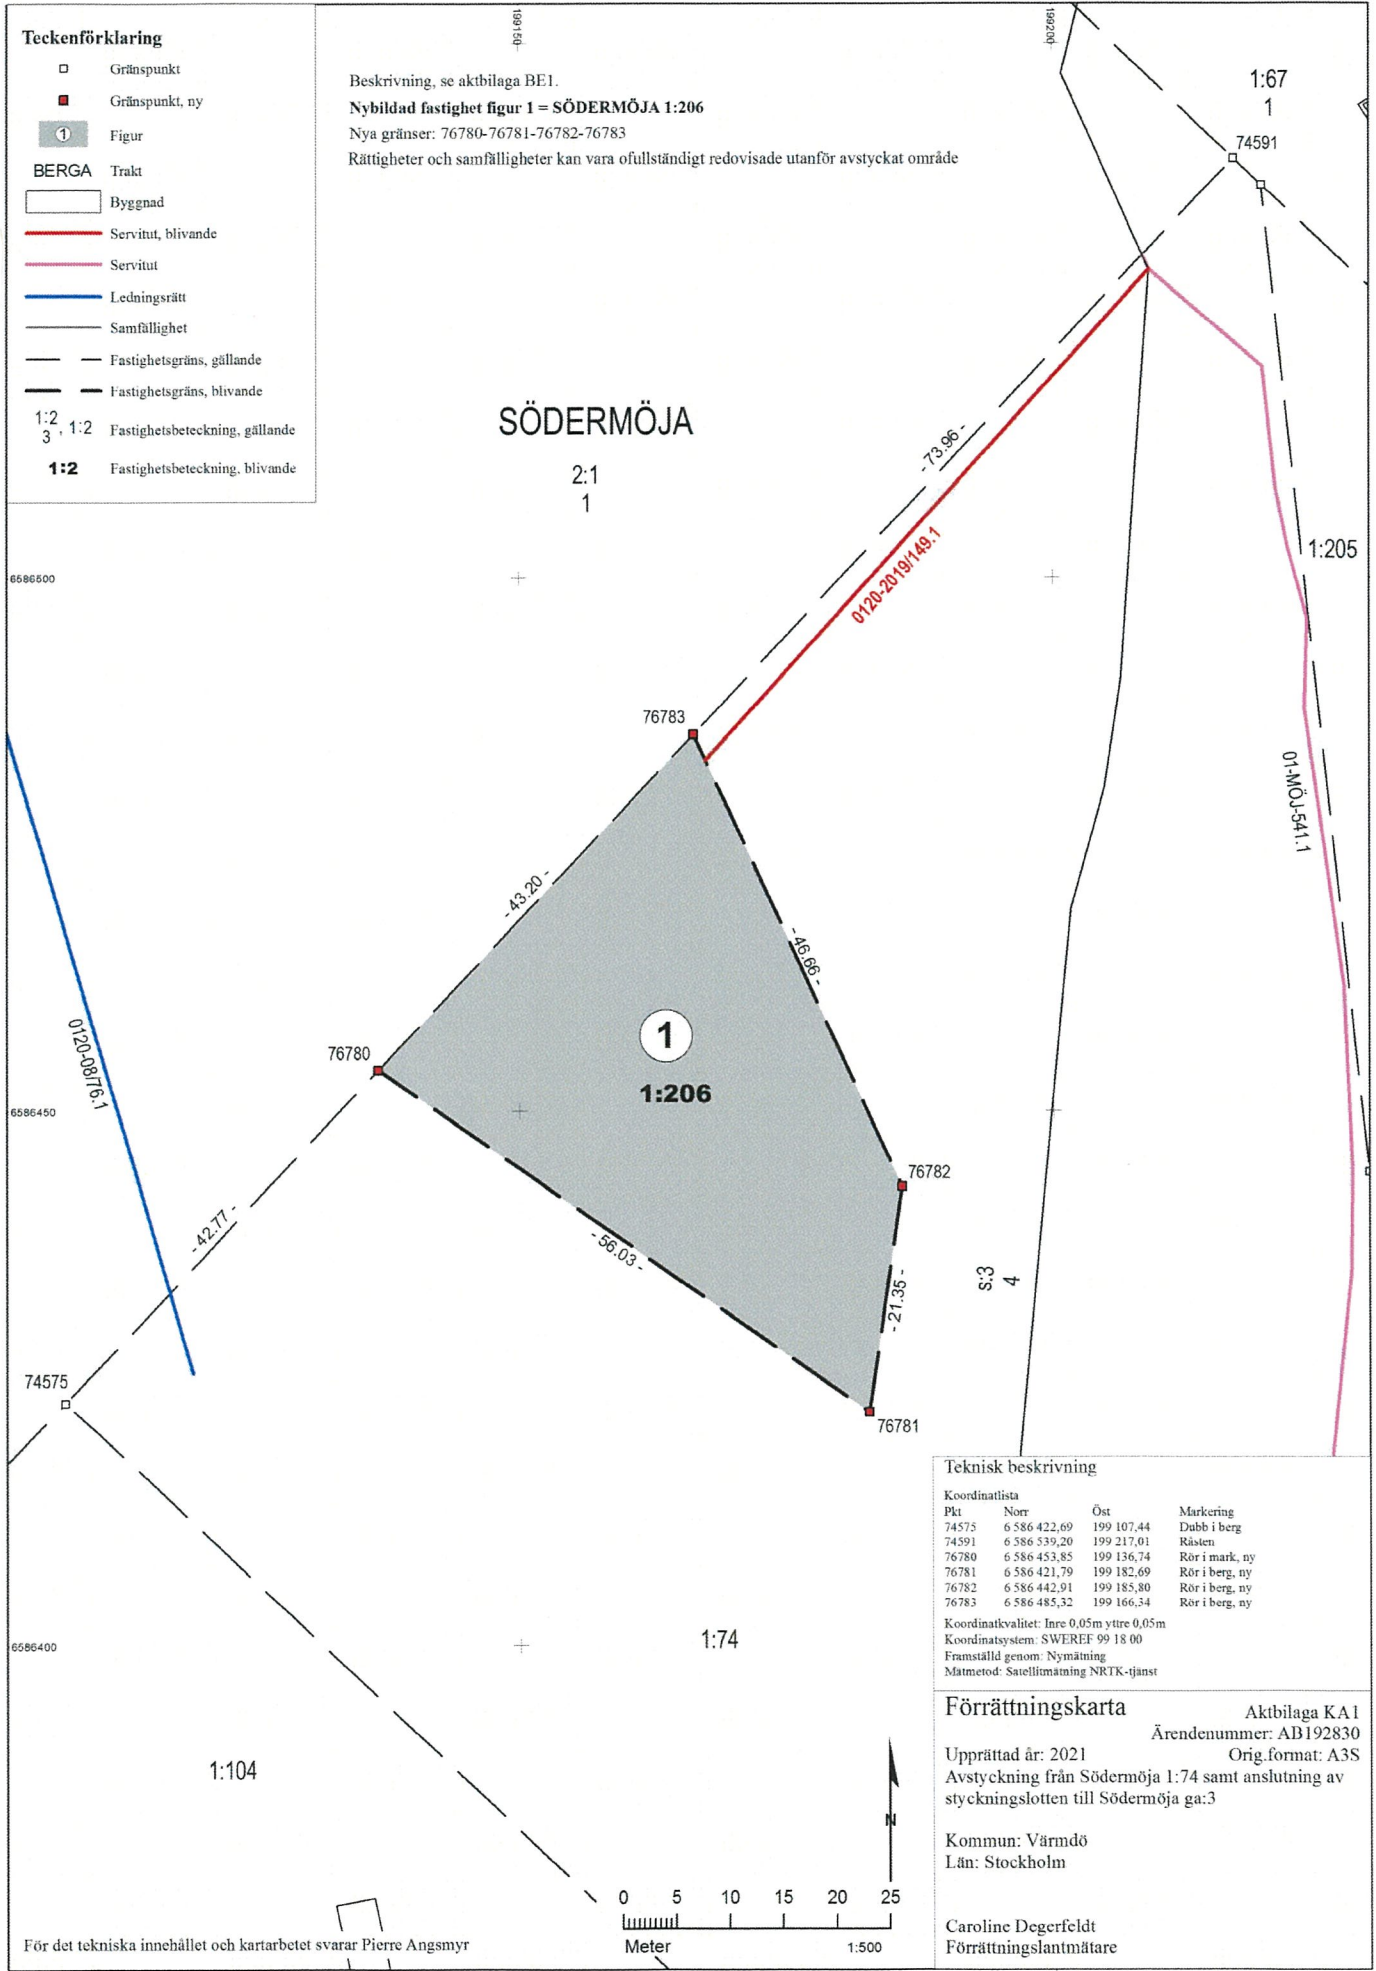 Teckenförklaring
Gränspunkt
Gränspunkt, ny
1 Figur
BERGA Trakt
Byggnad
Servitut, blivande
Servitut
Ledningsrätt
Samfällighet
Fastighetsgräns, gällande
Fastighetsgräns, blivande
1:2
3 , 1:2 Fastighetsbeteckning, gällande
1:2 Fastighetsbeteckning, blivande
199150
199200
Beskrivning, se aktbilaga BE1.
Nybildad fastighet figur 1 = SÖDERMÖJA 1:206
Nya gränser: 76780-76781-76782-76783
Rättigheter och samfälligheter kan vara ofullständigt redovisade utanför avstyckat område
1:67
1
74591
SÖDERMÖJA
2:1
1
- 73.96 -
0120-2019/149.1
1:205
6586500
76783
01-MÖJ-541.1
- 43.20 -
- 46.66 -
1
1:206
76780
0120-08/76.1
6586450
76782
- 42.77 -
- 56.03 -
- 21.35 -
s:3
4
74575
76781
6586400
1:74
1:104
Teknisk beskrivning
Koordinatlista
Pkt Norr Öst Markering
74575 6 586 422,69 199 107,44 Dubb i berg
74591 6 586 539,20 199 217,01 Råsten
76780 6 586 453,85 199 136,74 Rör i mark, ny
76781 6 586 421,79 199 182,69 Rör i berg, ny
76782 6 586 442,91 199 185,80 Rör i berg, ny
76783 6 586 485,32 199 166,34 Rör i berg, ny
Koordinatkvalitet: Inre 0,05m yttre 0,05m
Koordinatsystem: SWEREF 99 18 00
Framställd genom: Nymätning
Mätmetod: Satellitmätning NRTK-tjänst
Förrättningskarta Aktbilaga KA1
Ärendenummer: AB192830
Upprättad år: 2021 Orig.format: A3S
Avstyckning från Södermöja 1:74 samt anslutning av
styckningslotten till Södermöja ga:3
Kommun: Värmdö
Län: Stockholm
Caroline Degerfeldt
Förrättningslantmätare
N
0 5 10 15 20 25
Meter 1:500
För det tekniska innehållet och kartarbetet svarar Pierre Angsmyr